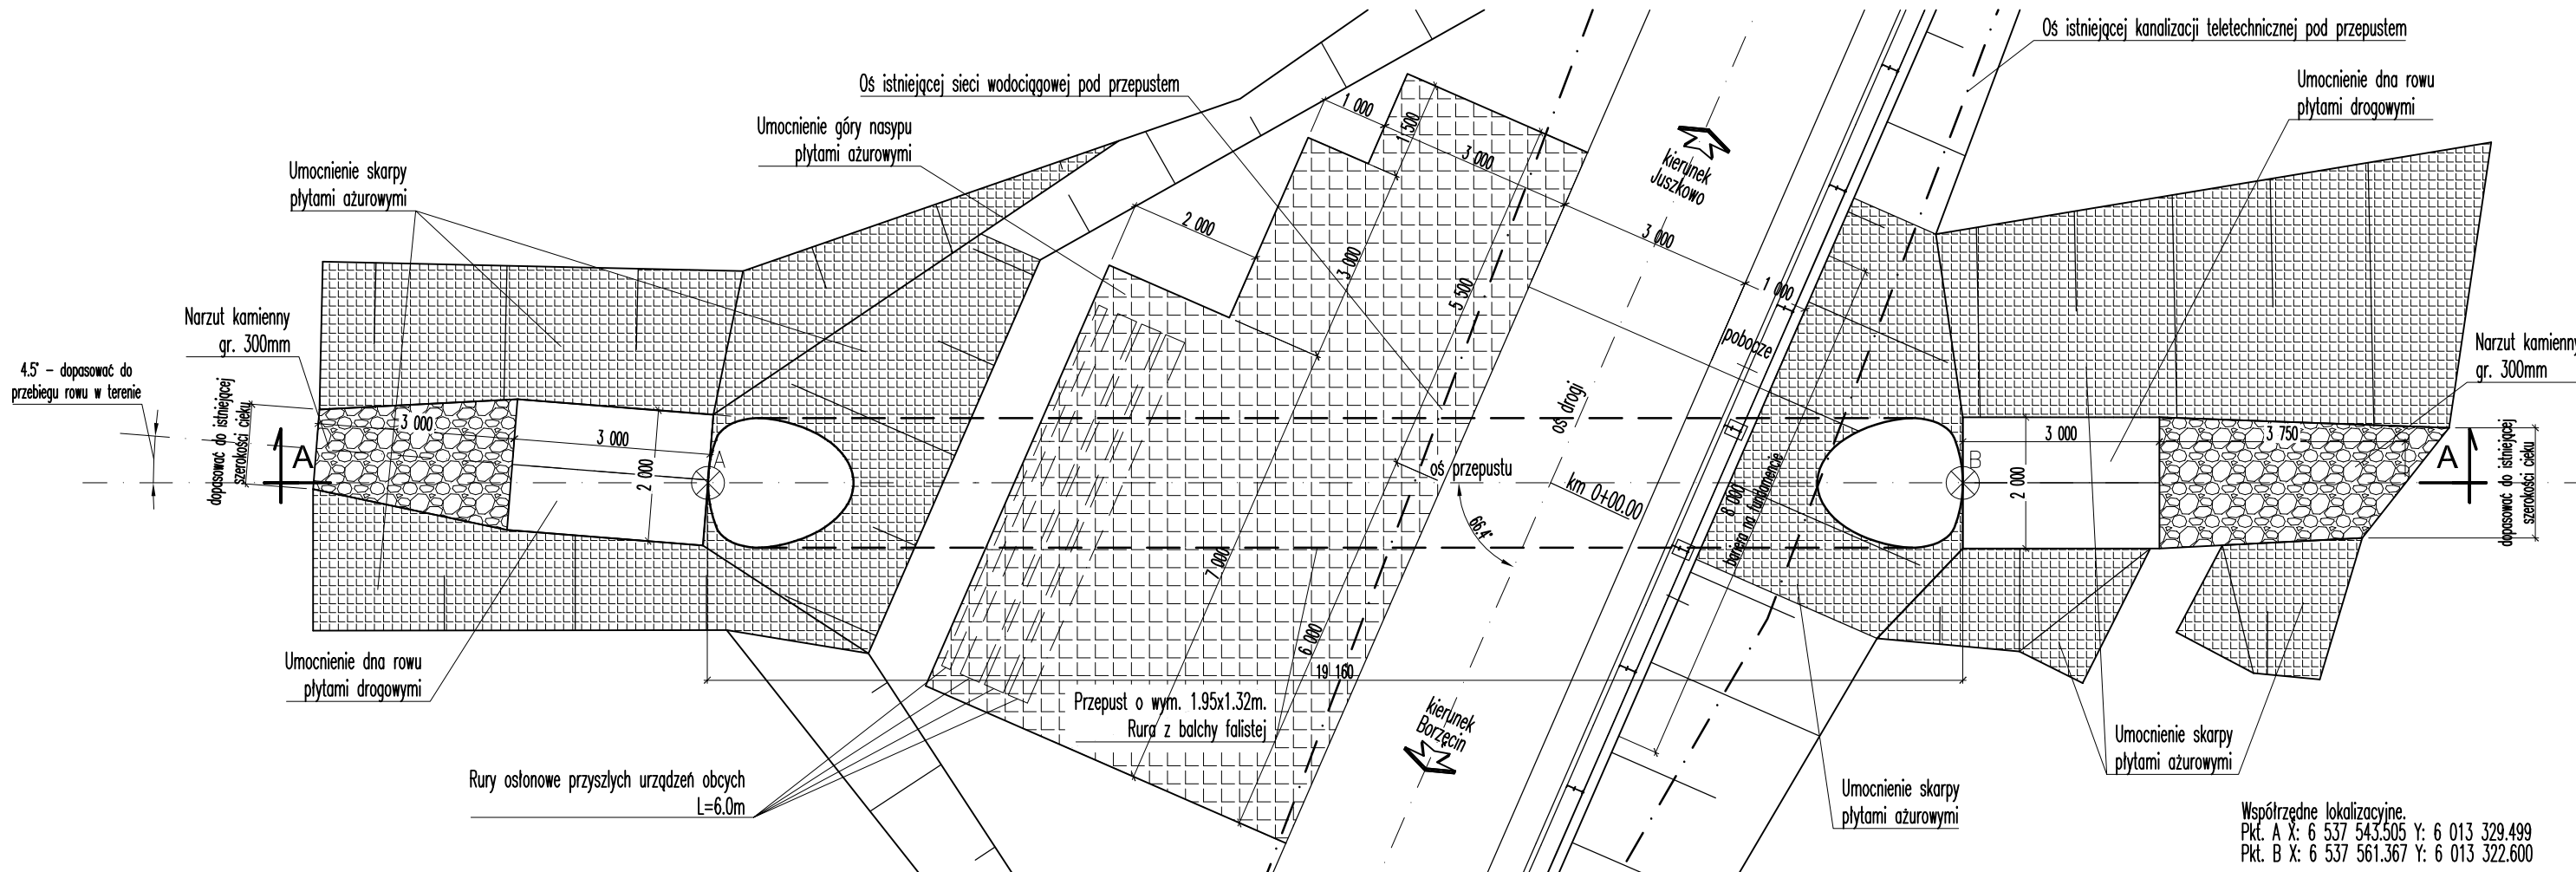 Oś istniejącej kanalizacji teletechnicznej pod przepustem
Oś istniejącej sieci wodociągowej pod przepustem
Umocnienie dna rowu
płytami drogowymi
Umocnienie góry nasypu
płytami ażurowymi
Umocnienie skarpy
płytami ażurowymi
1 000
1 500
3 000
kierunek
Juszkowo
2 000
3 000
3 000
5 500
1 000
Narzut kamienny
gr. 300mm
pobocze
Narzut kamienny
gr. 300mm
4.5° – dopasować do
przebiegu rowu w terenie
dopasować do istniejącej
szerokości cieku
3 000
3 000
2 000
A
A
oś drogi
oś przepustu
km 0+00.00
66.4°
8 000
bariera na fundamencie
B
3 000
2 000
3 750
A
dopasować do istniejącej
szerokości cieku
7 000
6 000
19 160
Umocnienie dna rowu
płytami drogowymi
Przepust o wym. 1.95x1.32m.
Rura z balchy falistej
kierunek
Borzęcin
Umocnienie skarpy
płytami ażurowymi
Rury osłonowe przyszlych urządzeń obcych
L=6.0m
Umocnienie skarpy
płytami ażurowymi
Współrzędne lokalizacyjne.
Pkt. A X: 6 537 543.505 Y: 6 013 329.499
Pkt. B X: 6 537 561.367 Y: 6 013 322.600